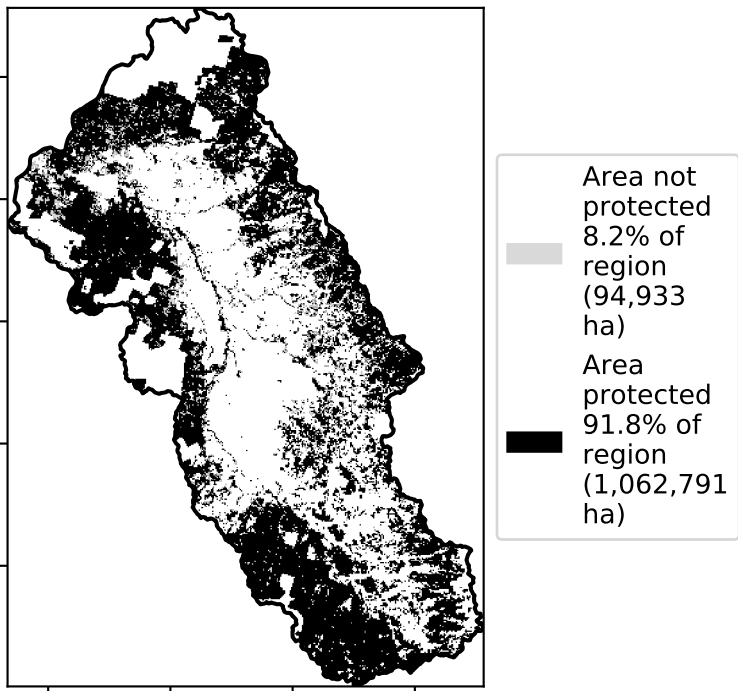 Area not
protected
8.2% of
region
(94,933
ha)
Area
protected
91.8% of
region
(1,062,791
ha)